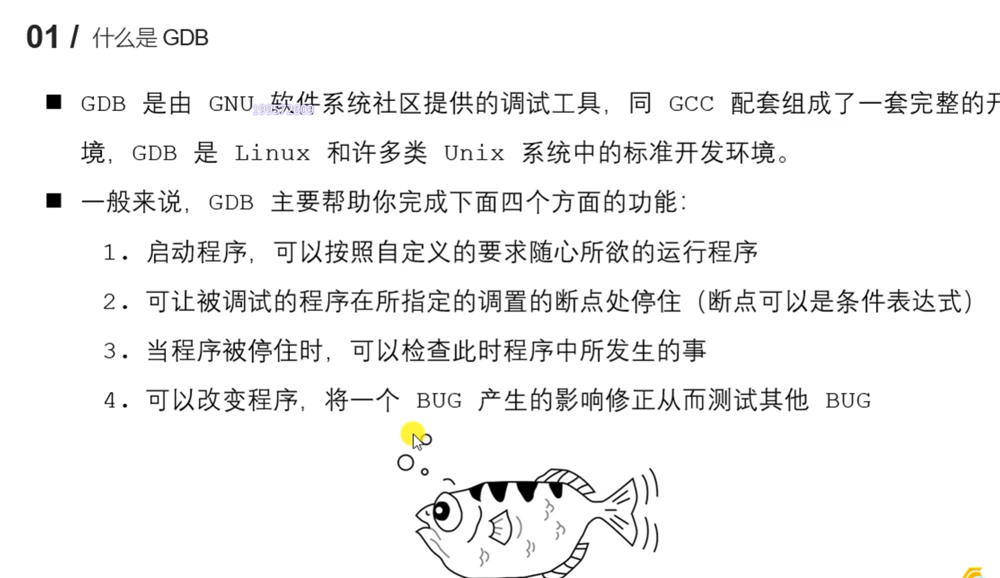 01 / 什么是 GDB
GDB 是由 GNU 软件系统社区提供的调试工具，同 GCC 配套组成了一套完整的开
199572609
境，GDB 是 Linux 和许多类 Unix 系统中的标准开发环境。
一般来说，GDB 主要帮助你完成下面四个方面的功能：
1. 启动程序，可以按照自定义的要求随心所欲的运行程序
2. 可让被调试的程序在所指定的调置的断点处停住（断点可以是条件表达式）
3. 当程序被停住时，可以检查此时程序中所发生的事
4. 可以改变程序，将一个 BUG 产生的影响修正从而测试其他 BUG